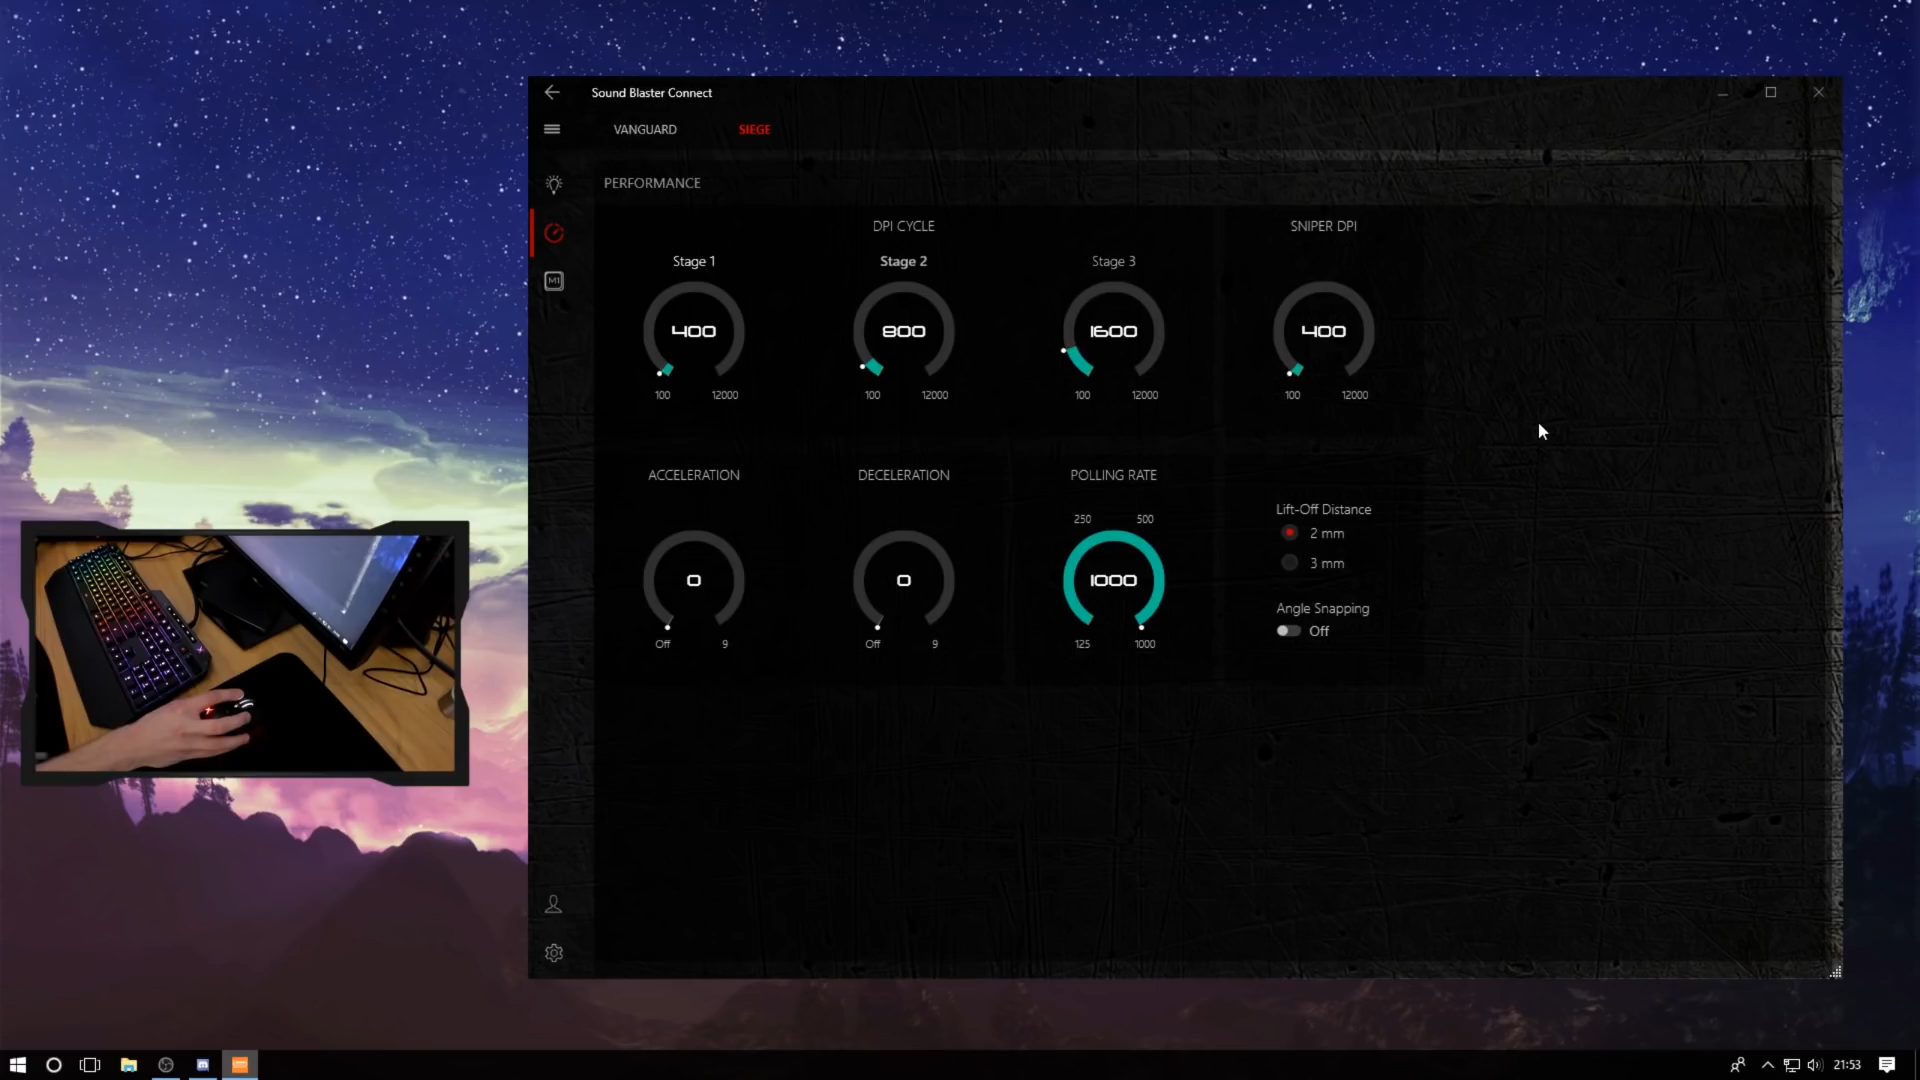 Sound Blaster Connect
VANGUARD SIEGE
PERFORMANCE
DPI CYCLE SNIPER DPI
Stage 1 Stage 2 Stage 3
400 800 1600 400
100 12000 100 12000 100 12000 100 12000
ACCELERATION DECELERATION POLLING RATE
Lift-Off Distance
250 500
2 mm
3 mm
0 0 1000
Angle Snapping
Off
Off 9 Off 9 125 1000
21:53